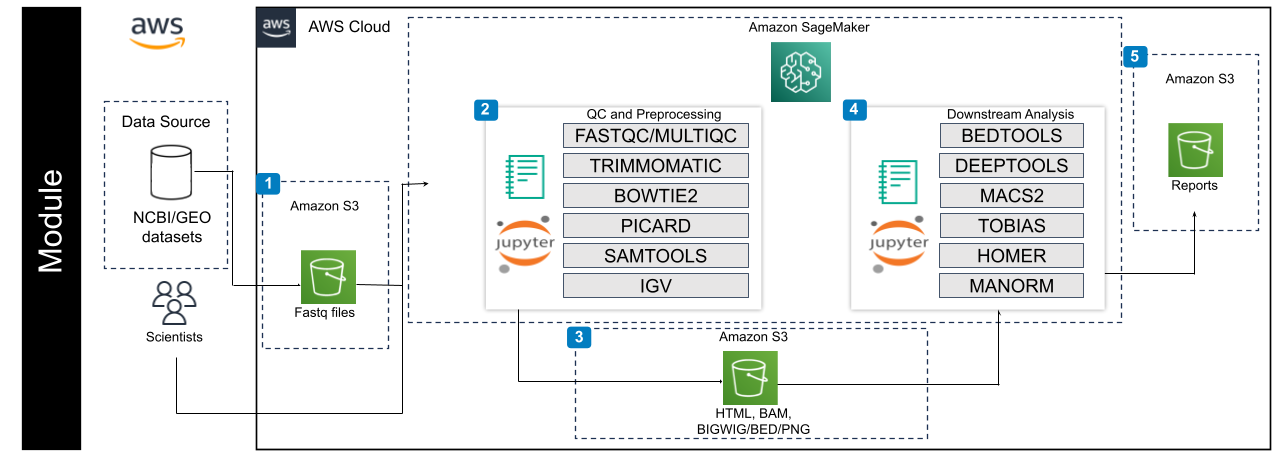 Module
aws
Data Source
NCBI/GEO
datasets
Scientists
aws
AWS Cloud
1
Amazon S3
Fastq files
Amazon SageMaker
2
QC and Preprocessing
FASTQC/MULTIQC
TRIMMOMATIC
BOWTIE2
PICARD
SAMTOOLS
IGV
jupyter
3
Amazon S3
HTML, BAM,
BIGWIG/BED/PNG
4
Downstream Analysis
BEDTOOLS
DEEPTOOLS
MACS2
TOBIAS
HOMER
MANORM
jupyter
5
Amazon S3
Reports